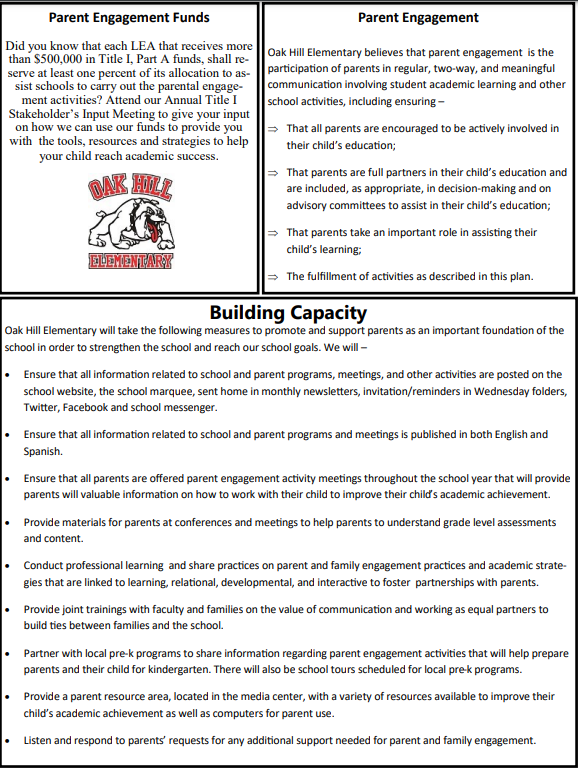 Parent Engagement Funds
Did you know that each LEA that receives more
than $500,000 in Title I, Part A funds, shall re-
serve at least one percent of its allocation to as-
sist schools to carry out the parental engage-
ment activities? Attend our Annual Title I
Stakeholder's Input Meeting to give your input
on how we can use our funds to provide you
with the tools, resources and strategies to help
your child reach academic success.
OAK HILL
ELEMENTARY
Parent Engagement
Oak Hill Elementary believes that parent engagement is the
participation of parents in regular, two-way, and meaningful
communication involving student academic learning and other
school activities, including ensuring –
⇒ That all parents are encouraged to be actively involved in
their child's education;
⇒ That parents are full partners in their child's education and
are included, as appropriate, in decision-making and on
advisory committees to assist in their child's education;
⇒ That parents take an important role in assisting their
child's learning;
⇒ The fulfillment of activities as described in this plan.
Building Capacity
Oak Hill Elementary will take the following measures to promote and support parents as an important foundation of the
school in order to strengthen the school and reach our school goals. We will –
• Ensure that all information related to school and parent programs, meetings, and other activities are posted on the
school website, the school marquee, sent home in monthly newsletters, invitation/reminders in Wednesday folders,
Twitter, Facebook and school messenger.
• Ensure that all information related to school and parent programs and meetings is published in both English and
Spanish.
• Ensure that all parents are offered parent engagement activity meetings throughout the school year that will provide
parents will valuable information on how to work with their child to improve their child's academic achievement.
• Provide materials for parents at conferences and meetings to help parents to understand grade level assessments
and content.
• Conduct professional learning and share practices on parent and family engagement practices and academic strate-
gies that are linked to learning, relational, developmental, and interactive to foster partnerships with parents.
• Provide joint trainings with faculty and families on the value of communication and working as equal partners to
build ties between families and the school.
• Partner with local pre-k programs to share information regarding parent engagement activities that will help prepare
parents and their child for kindergarten. There will also be school tours scheduled for local pre-k programs.
• Provide a parent resource area, located in the media center, with a variety of resources available to improve their
child's academic achievement as well as computers for parent use.
• Listen and respond to parents' requests for any additional support needed for parent and family engagement.